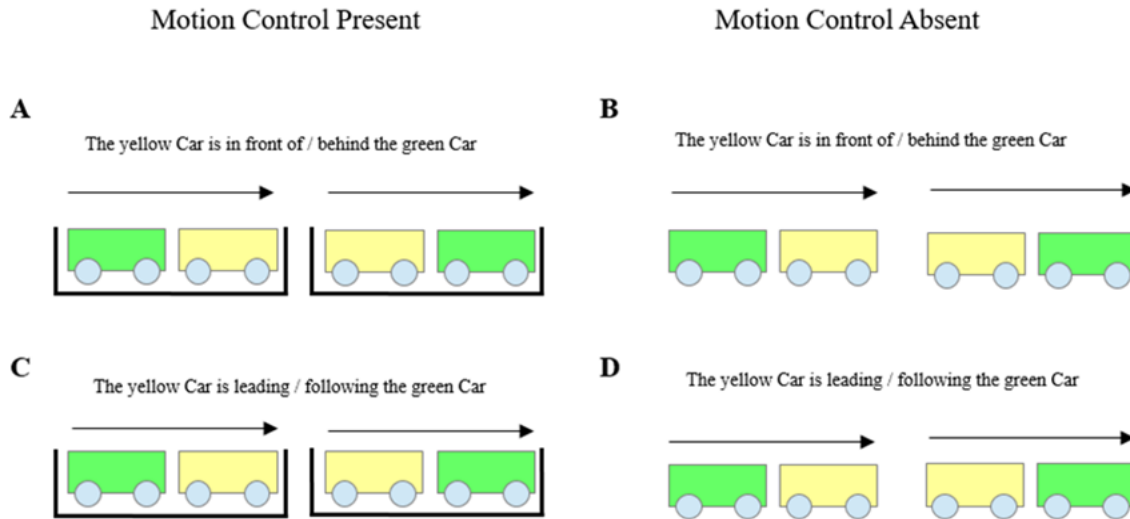 Motion Control Present
Motion Control Absent
A
B
The yellow Car is in front of / behind the green Car
The yellow Car is in front of / behind the green Car
C
D
The yellow Car is leading / following the green Car
The yellow Car is leading / following the green Car